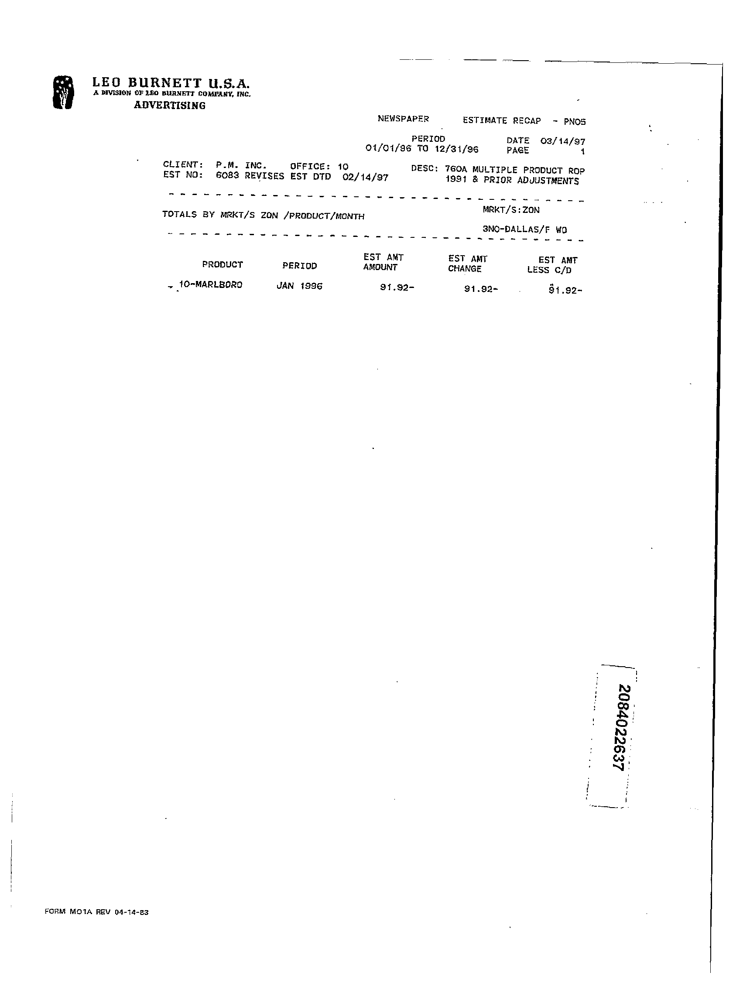 LEO BURNETT U.S.A.
A DIVISION OF LEO BURNETT COMPANY, INC.
ADVERTISING
NEWSPAPER ESTIMATE RECAP - PN05
PERIOD DATE 03/14/97
01/01/96 TO 12/31/96 PAGE 1
CLIENT: P.M. INC. OFFICE: 10 DESC: 760A MULTIPLE PRODUCT ROP
EST NO: 6083 REVISES EST DTD 02/14/97 1991 & PRIOR ADJUSTMENTS
TOTALS BY MRKT/S ZON /PRODUCT/MONTH MRKT/S:ZON
3NO-DALLAS/F WO
EST AMT EST AMT EST AMT
PRODUCT PERIOD AMOUNT CHANGE LESS C/D
10-MARLBORO JAN 1996 91.92- 91.92- 91.92-
2084022637
FORM MO1A REV 04-14-83